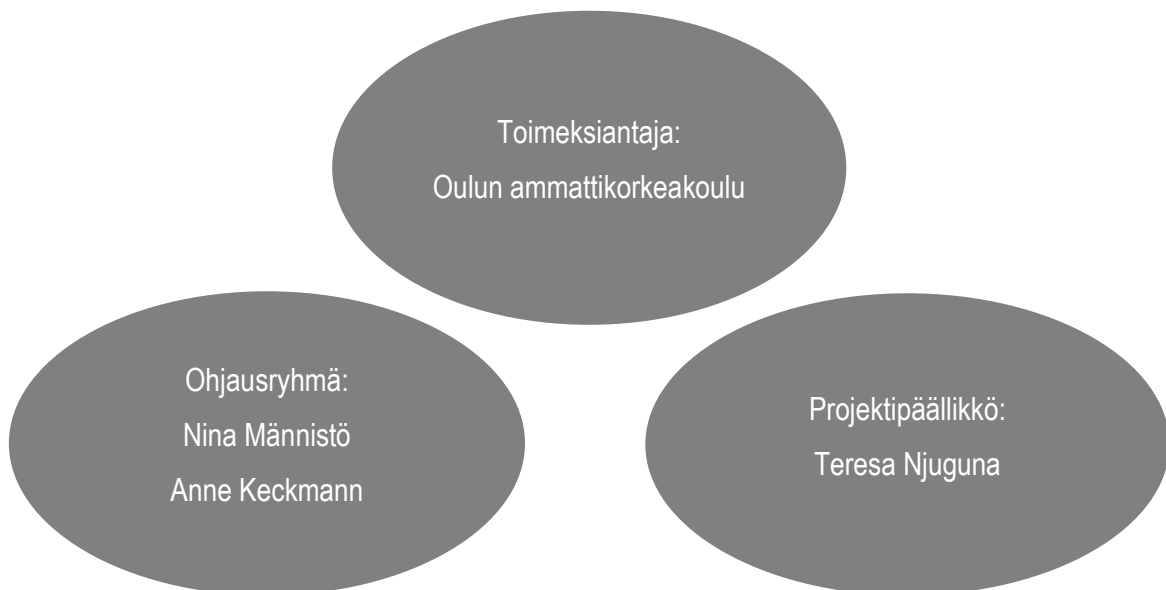 Toimeksiantaja:
Oulun ammattikorkeakoulu
Ohjausryhmä:
Nina Männistö
Anne Keckmann
Projektipäällikkö:
Teresa Njuguna